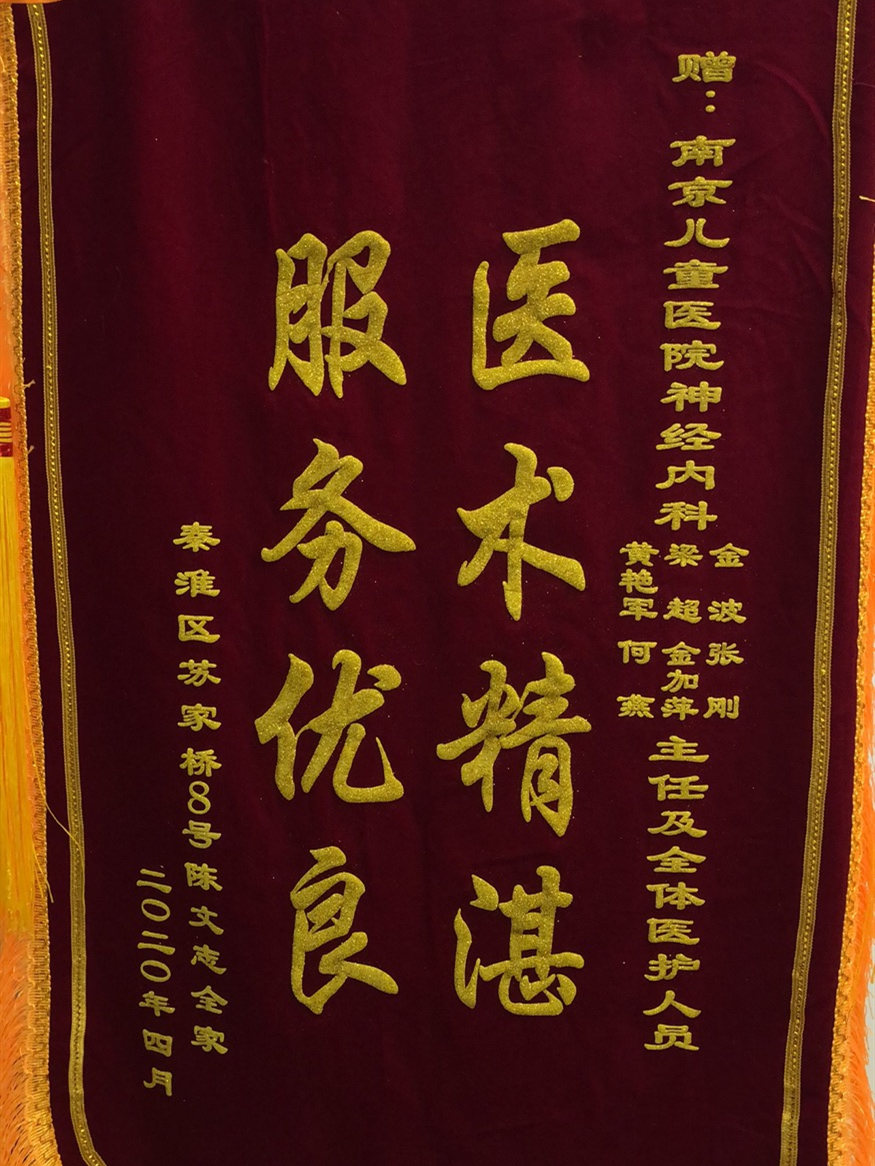 赠：南京儿童医院神经内科
金波 张刚
梁超 金加萍
黄艳军 何燕
主任及全体医护人员
医术精湛
服务优良
秦淮区苏家桥8号陈文志全家
二〇二〇年四月